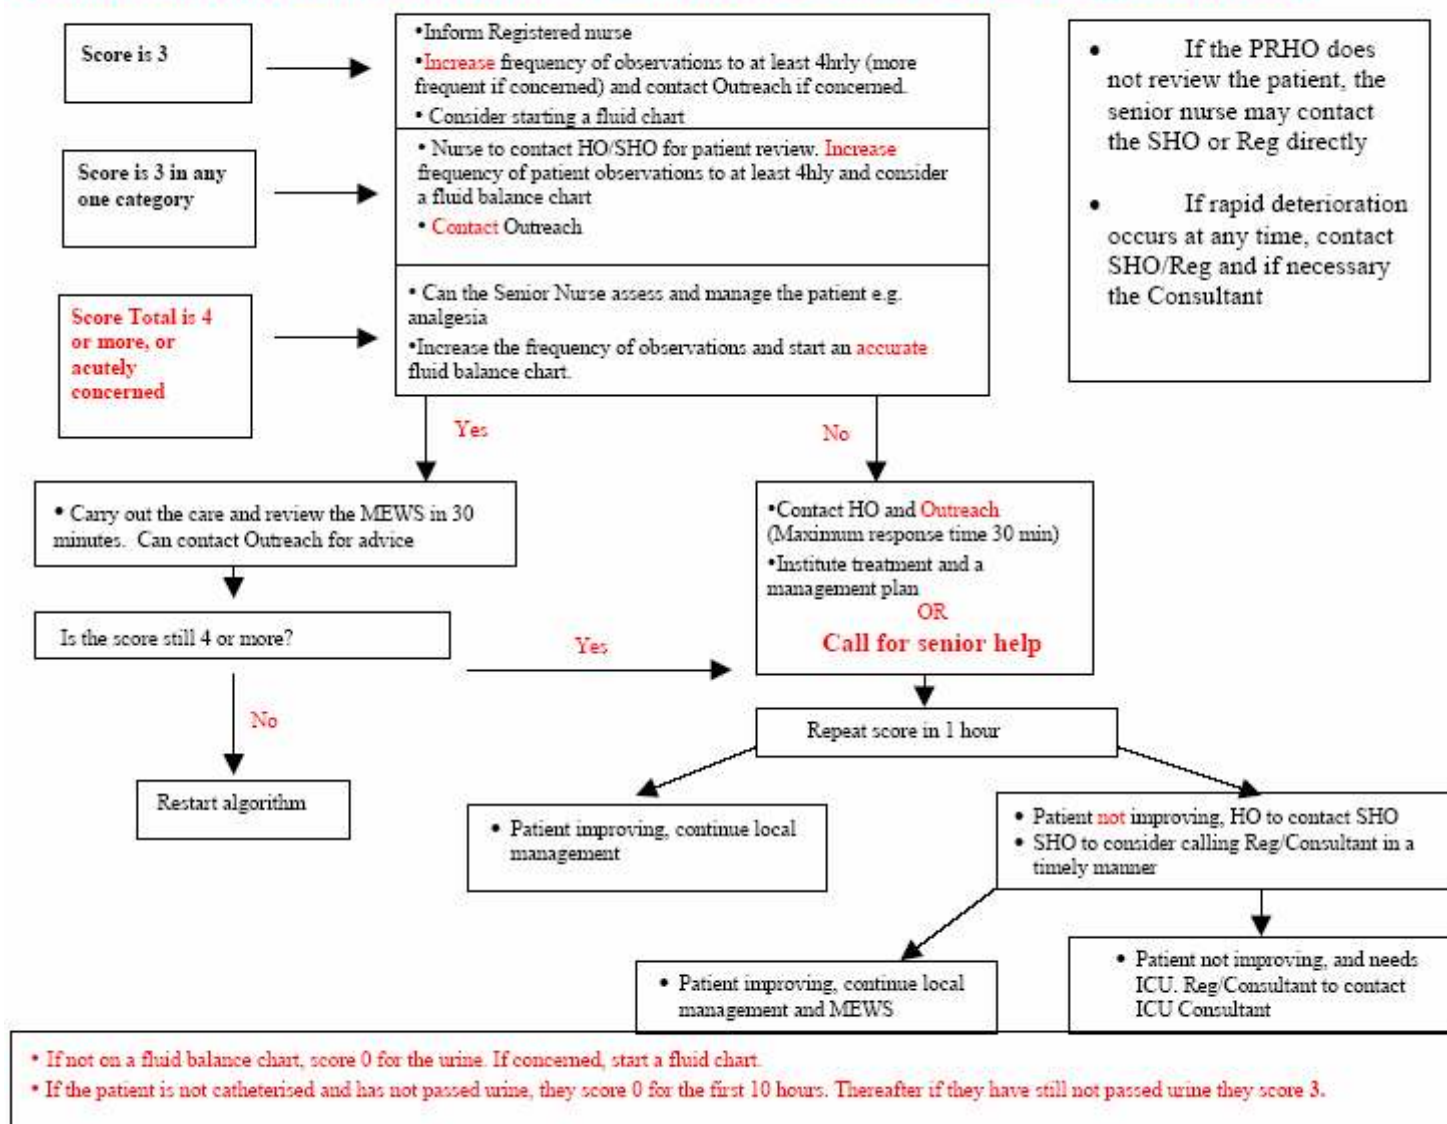 Score is 3
•Inform Registered nurse
•Increase frequency of observations to at least 4hrly (more
frequent if concerned) and contact Outreach if concerned.
• Consider starting a fluid chart
Score is 3 in any
one category
• Nurse to contact HO/SHO for patient review. Increase
frequency of patient observations to at least 4hly and consider
a fluid balance chart
• Contact Outreach
Score Total is 4
or more, or
acutely
concerned
• Can the Senior Nurse assess and manage the patient e.g.
analgesia
•Increase the frequency of observations and start an accurate
fluid balance chart.
• If the PRHO does
not review the patient, the
senior nurse may contact
the SHO or Reg directly
• If rapid deterioration
occurs at any time, contact
SHO/Reg and if necessary
the Consultant
Yes
No
• Carry out the care and review the MEWS in 30
minutes. Can contact Outreach for advice
•Contact HO and Outreach
(Maximum response time 30 min)
•Institute treatment and a
management plan
OR
Call for senior help
Is the score still 4 or more?
Yes
No
Repeat score in 1 hour
Restart algorithm
• Patient improving, continue local
management
• Patient not improving, HO to contact SHO
• SHO to consider calling Reg/Consultant in a
timely manner
• Patient improving, continue local
management and MEWS
• Patient not improving, and needs
ICU. Reg/Consultant to contact
ICU Consultant
• If not on a fluid balance chart, score 0 for the urine. If concerned, start a fluid chart.
• If the patient is not catheterised and has not passed urine, they score 0 for the first 10 hours. Thereafter if they have still not passed urine they score 3.